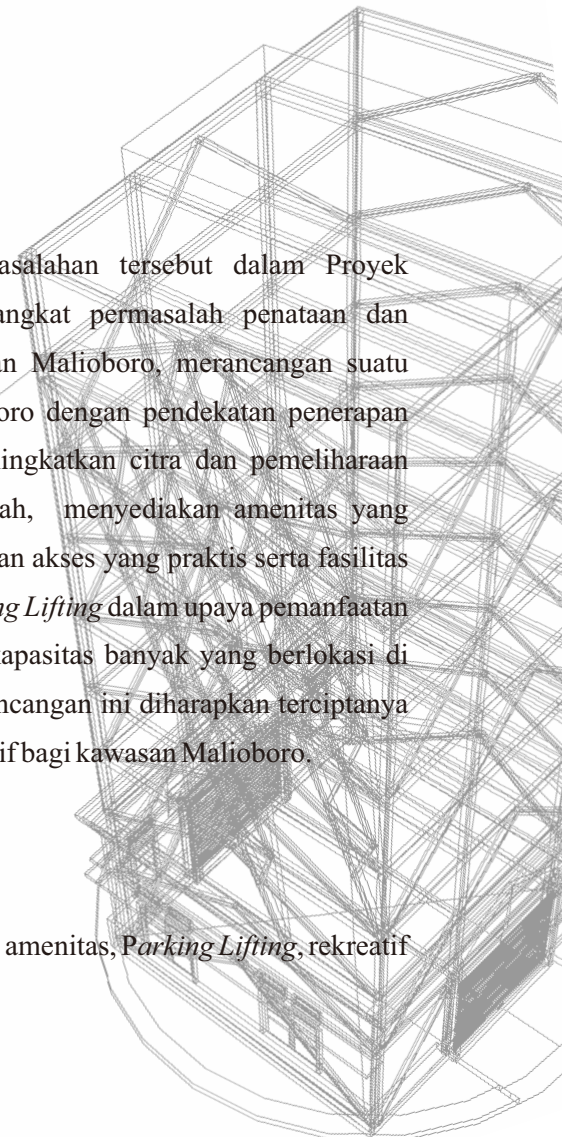 asalahan tersebut dalam Proyek
angkat permasalah penataan dan
an Malioboro, merancangan suatu
oro dengan pendekatan penerapan
ingkatkan citra dan pemeliharaan
ah, menyediakan amenitas yang
an akses yang praktis serta fasilitas
ng Lifting dalam upaya pemanfaatan
kapasitas banyak yang berlokasi di
ncangan ini diharapkan terciptanya
if bagi kawasan Malioboro.
amenitas, Parking Lifting, rekreatif